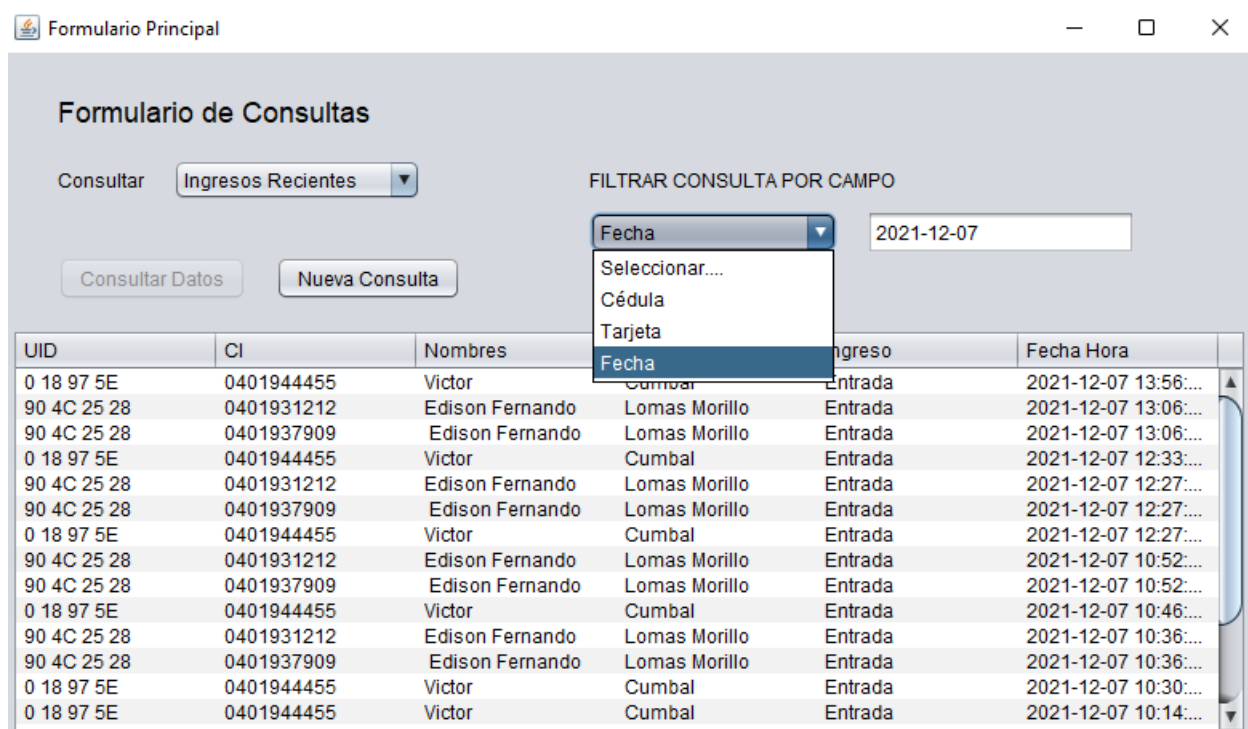 Formulario Principal
Formulario de Consultas
Consultar Ingresos Recientes FILTRAR CONSULTA POR CAMPO
Fecha 2021-12-07
Consultar Datos Nueva Consulta
Seleccionar....
Cédula
Tarjeta
Fecha
UID CI Nombres Fecha Hora
0 18 97 5E 0401944455 Victor Cumbal Entrada 2021-12-07 13:56:...
90 4C 25 28 0401931212 Edison Fernando Lomas Morillo Entrada 2021-12-07 13:06:...
90 4C 25 28 0401937909 Edison Fernando Lomas Morillo Entrada 2021-12-07 13:06:...
0 18 97 5E 0401944455 Victor Cumbal Entrada 2021-12-07 12:33:...
90 4C 25 28 0401931212 Edison Fernando Lomas Morillo Entrada 2021-12-07 12:27:...
90 4C 25 28 0401937909 Edison Fernando Lomas Morillo Entrada 2021-12-07 12:27:...
0 18 97 5E 0401944455 Victor Cumbal Entrada 2021-12-07 12:27:...
90 4C 25 28 0401931212 Edison Fernando Lomas Morillo Entrada 2021-12-07 10:52:...
90 4C 25 28 0401937909 Edison Fernando Lomas Morillo Entrada 2021-12-07 10:52:...
0 18 97 5E 0401944455 Victor Cumbal Entrada 2021-12-07 10:46:...
90 4C 25 28 0401931212 Edison Fernando Lomas Morillo Entrada 2021-12-07 10:36:...
90 4C 25 28 0401937909 Edison Fernando Lomas Morillo Entrada 2021-12-07 10:36:...
0 18 97 5E 0401944455 Victor Cumbal Entrada 2021-12-07 10:30:...
0 18 97 5E 0401944455 Victor Cumbal Entrada 2021-12-07 10:14:...